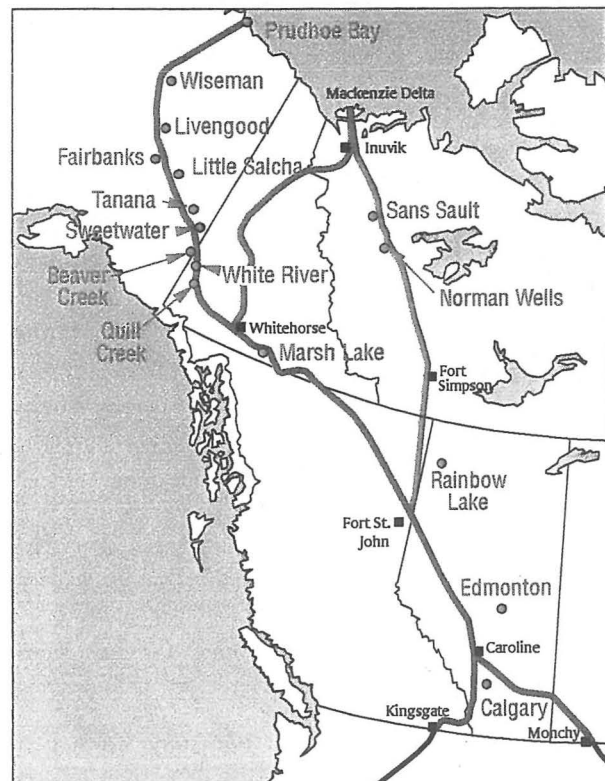 Prudhoe Bay
Wiseman
Mackenzie Delta
Livengood
Inuvik
Fairbanks
Little Salcha
Tanana
Sans Sault
Sweetwater
Beaver
Creek
White River
Norman Wells
Quill
Creek
Whitehorse
Marsh Lake
Fort
Simpson
Rainbow
Lake
Fort St.
John
Edmonton
Caroline
Kingsgate
Calgary
Monchy